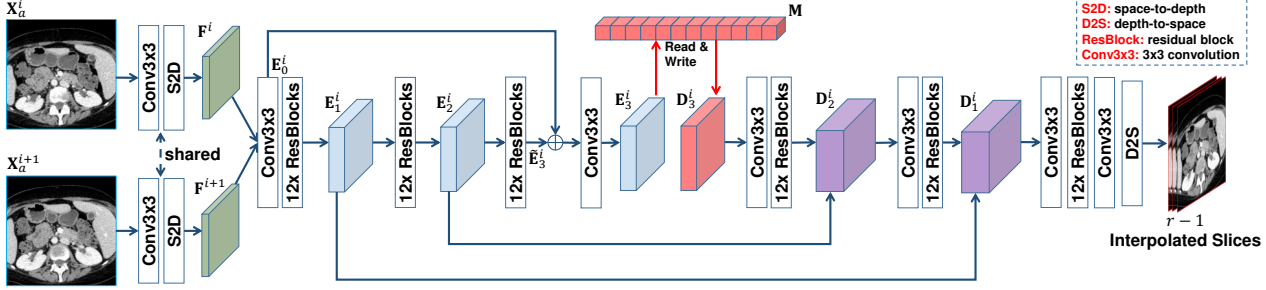 X_a^i
Conv3x3
S2D
F^i
shared
X_a^{i+1}
Conv3x3
S2D
F^{i+1}
E_0^i
Conv3x3
12x ResBlocks
E_1^i
12x ResBlocks
E_2^i
12x ResBlocks
Ẽ_3^i
Conv3x3
E_3^i
M
Read &
Write
D_3^i
Conv3x3
12x ResBlocks
D_2^i
Conv3x3
12x ResBlocks
D_1^i
Conv3x3
12x ResBlocks
Conv3x3
D2S
r − 1
Interpolated Slices
S2D: space-to-depth
D2S: depth-to-space
ResBlock: residual block
Conv3x3: 3x3 convolution